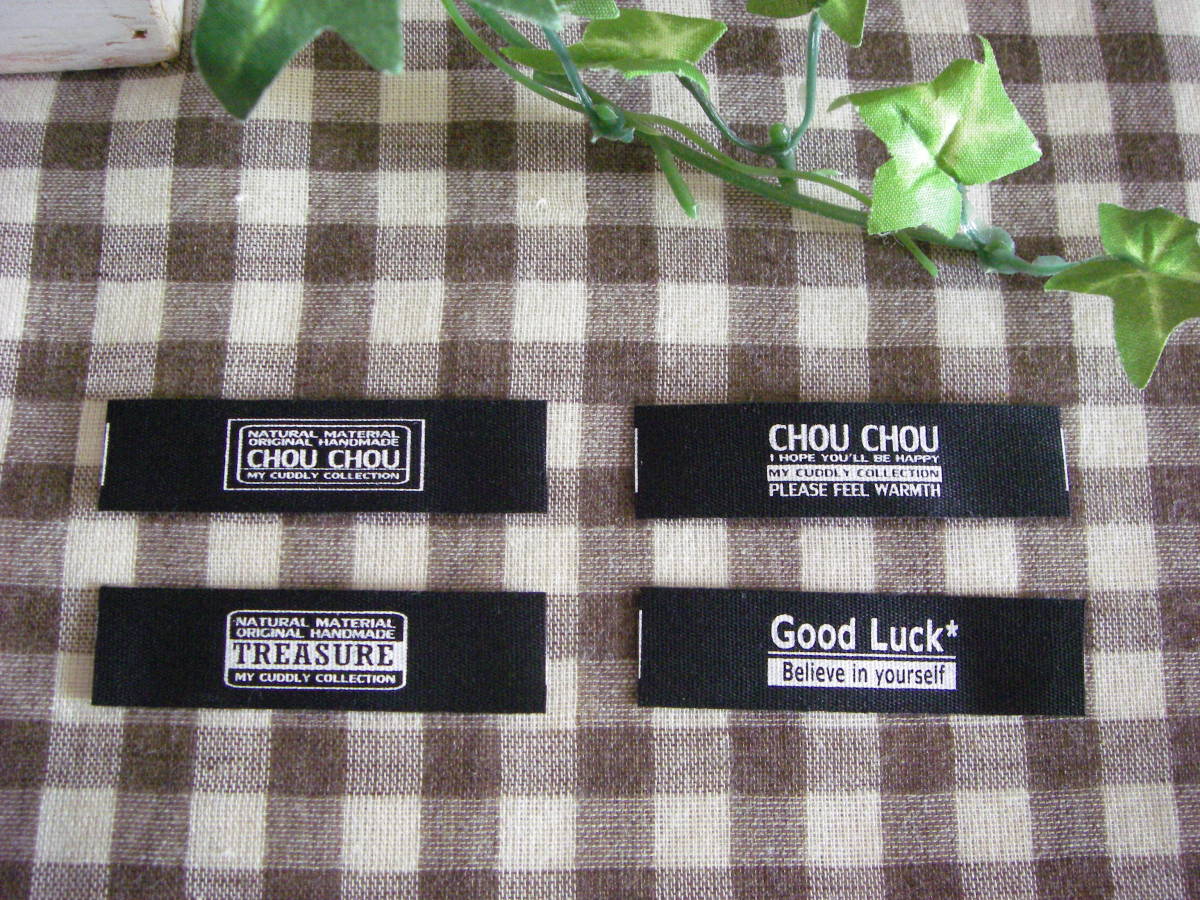 NATURAL MATERIAL
ORIGINAL HANDMADE
CHOU CHOU
MY CUDDLY COLLECTION
CHOU CHOU
I HOPE YOU'LL BE HAPPY
MY CUDDLY COLLECTION
PLEASE FEEL WARMTH
NATURAL MATERIAL
ORIGINAL HANDMADE
TREASURE
MY CUDDLY COLLECTION
Good Luck*
Believe in yourself